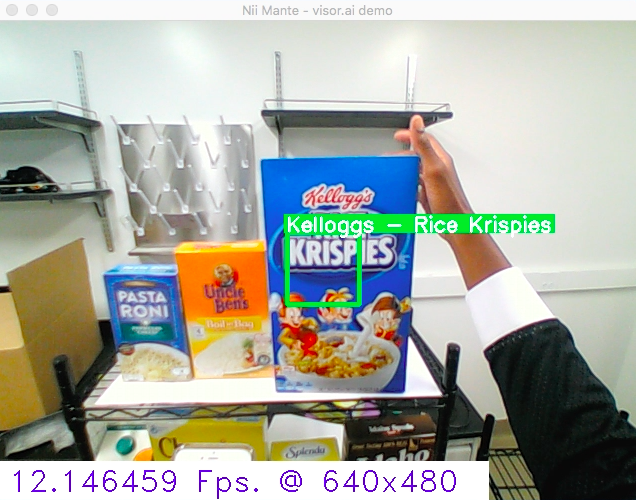 Nii Mante - visor.ai demo
Kellogg's
Kelloggs - Rice Krispies
KRISPIES
PASTA
RONI
Uncle
Ben's
Boil-in-Bag
Splenda
Idaho
12.146459 Fps. @ 640x480